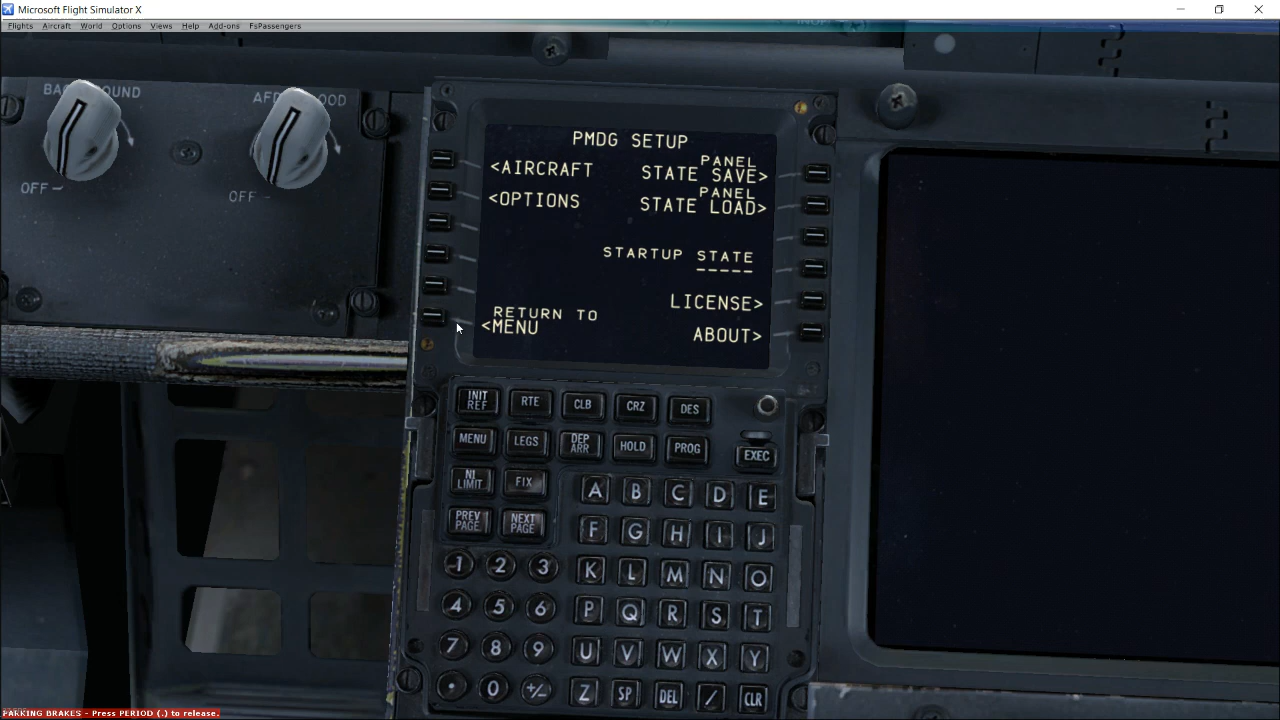 Microsoft Flight Simulator X
Flights Aircraft World Options Views Help Add-ons FsPassengers
OFF
OFF
PMDG SETUP
<AIRCRAFT
PANEL
STATE SAVE>
<OPTIONS
PANEL
STATE LOAD>
STARTUP STATE
-----
LICENSE>
RETURN TO
<MENU
ABOUT>
INIT REF RTE CLB CRZ DES
MENU LEGS DEP ARR HOLD PROG EXEC
N1 LIMIT FIX
PREV PAGE NEXT PAGE
A B C D E
F G H I J
1 2 3 K L M N O
4 5 6 P Q R S T
7 8 9 U V W X Y
. 0 +/- Z SP DEL / CLR
PARKING BRAKES - Press PERIOD (.) to release.